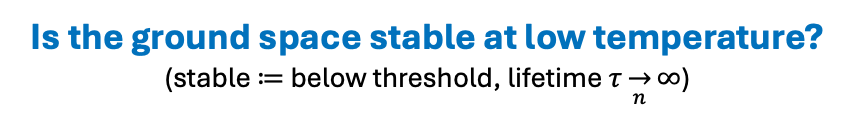 Is the ground space stable at low temperature?
(stable ≔ below threshold, lifetime τ →ₙ ∞)